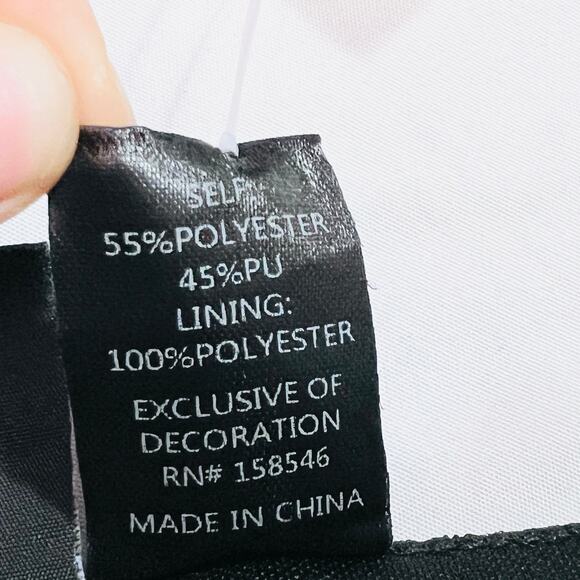 SELF:
55%POLYESTER
45%PU
LINING:
100%POLYESTER
EXCLUSIVE OF
DECORATION
RN# 158546
MADE IN CHINA